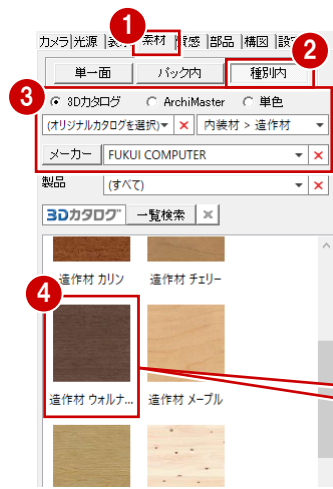 1
カメラ 光源 表示 素材 質感 部品 構図
2
単一面 パック内 種別内
3
3Dカタログ ArchiMaster 単色
(オリジナルカタログを選択) × 内装材 > 造作材
メーカー FUKUI COMPUTER ×
製品 (すべて) ×
3Dカタログ 一覧検索 ×
造作材 カリン 造作材 チェリー
4
造作材 ウォルナ... 造作材 メープル